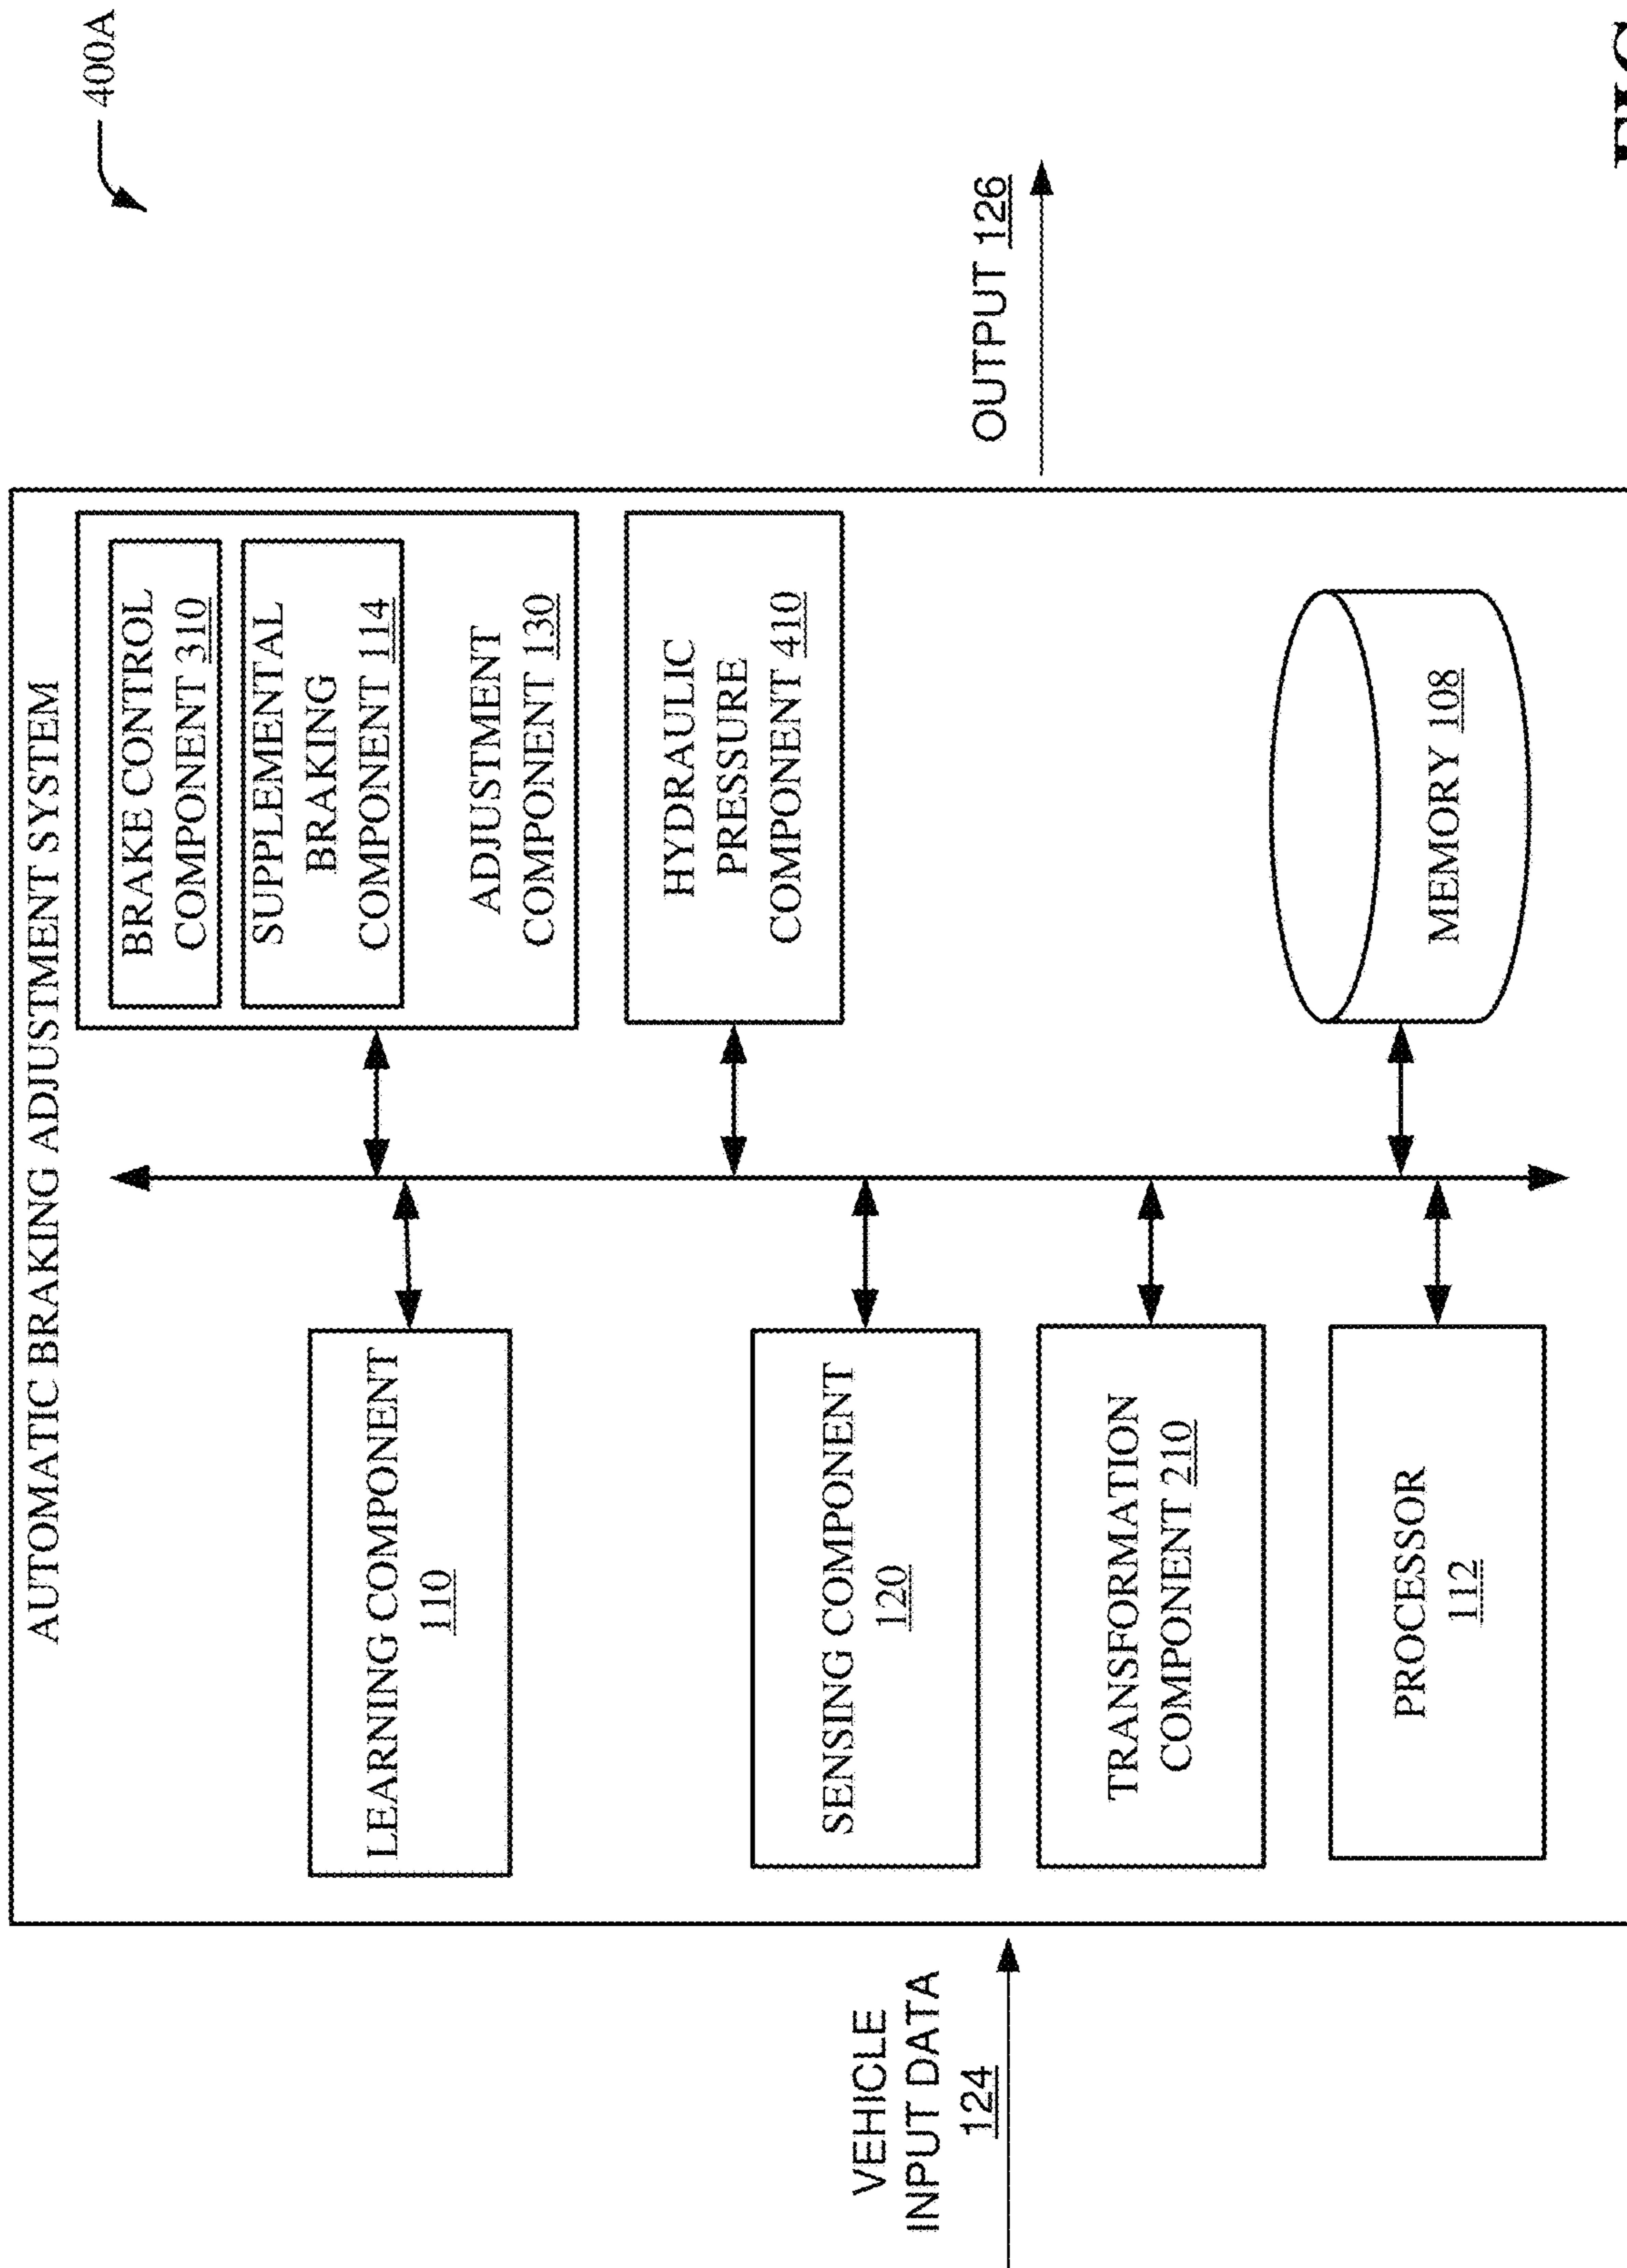 400A
AUTOMATIC BRAKING ADJUSTMENT SYSTEM
VEHICLE
INPUT DATA
124
LEARNING COMPONENT
110
SENSING COMPONENT
120
TRANSFORMATION
COMPONENT 210
PROCESSOR
112
BRAKE CONTROL
COMPONENT 310
SUPPLEMENTAL
BRAKING
COMPONENT 114
ADJUSTMENT
COMPONENT 130
HYDRAULIC
PRESSURE
COMPONENT 410
MEMORY 108
OUTPUT 126